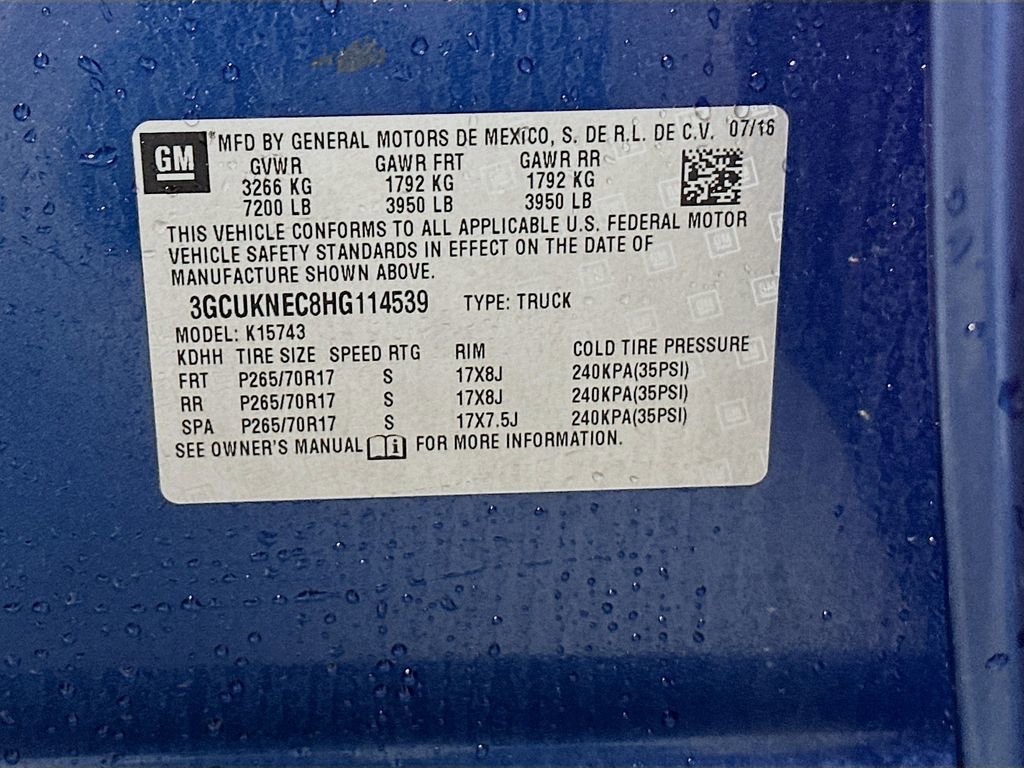 GM MFD BY GENERAL MOTORS DE MEXICO, S. DE R.L. DE C.V. 07/16
GVWR GAWR FRT GAWR RR
3266 KG 1792 KG 1792 KG
7200 LB 3950 LB 3950 LB
THIS VEHICLE CONFORMS TO ALL APPLICABLE U.S. FEDERAL MOTOR
VEHICLE SAFETY STANDARDS IN EFFECT ON THE DATE OF
MANUFACTURE SHOWN ABOVE.
3GCUKNEC8HG114539 TYPE: TRUCK
MODEL: K15743
KDHH TIRE SIZE SPEED RTG RIM COLD TIRE PRESSURE
FRT P265/70R17 S 17X8J 240KPA(35PSI)
RR P265/70R17 S 17X8J 240KPA(35PSI)
SPA P265/70R17 S 17X7.5J 240KPA(35PSI)
SEE OWNER'S MANUAL FOR MORE INFORMATION.